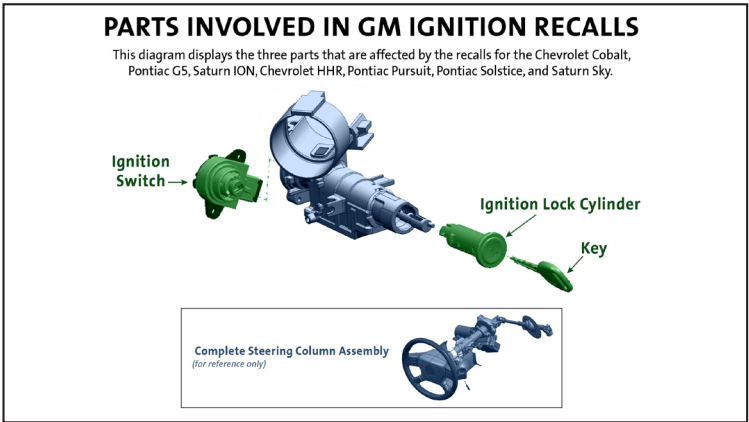 PARTS INVOLVED IN GM IGNITION RECALLS
This diagram displays the three parts that are affected by the recalls for the Chevrolet Cobalt,
Pontiac G5, Saturn ION, Chevrolet HHR, Pontiac Pursuit, Pontiac Solstice, and Saturn Sky.
Ignition
Switch
Ignition Lock Cylinder
Key
Complete Steering Column Assembly
(for reference only)